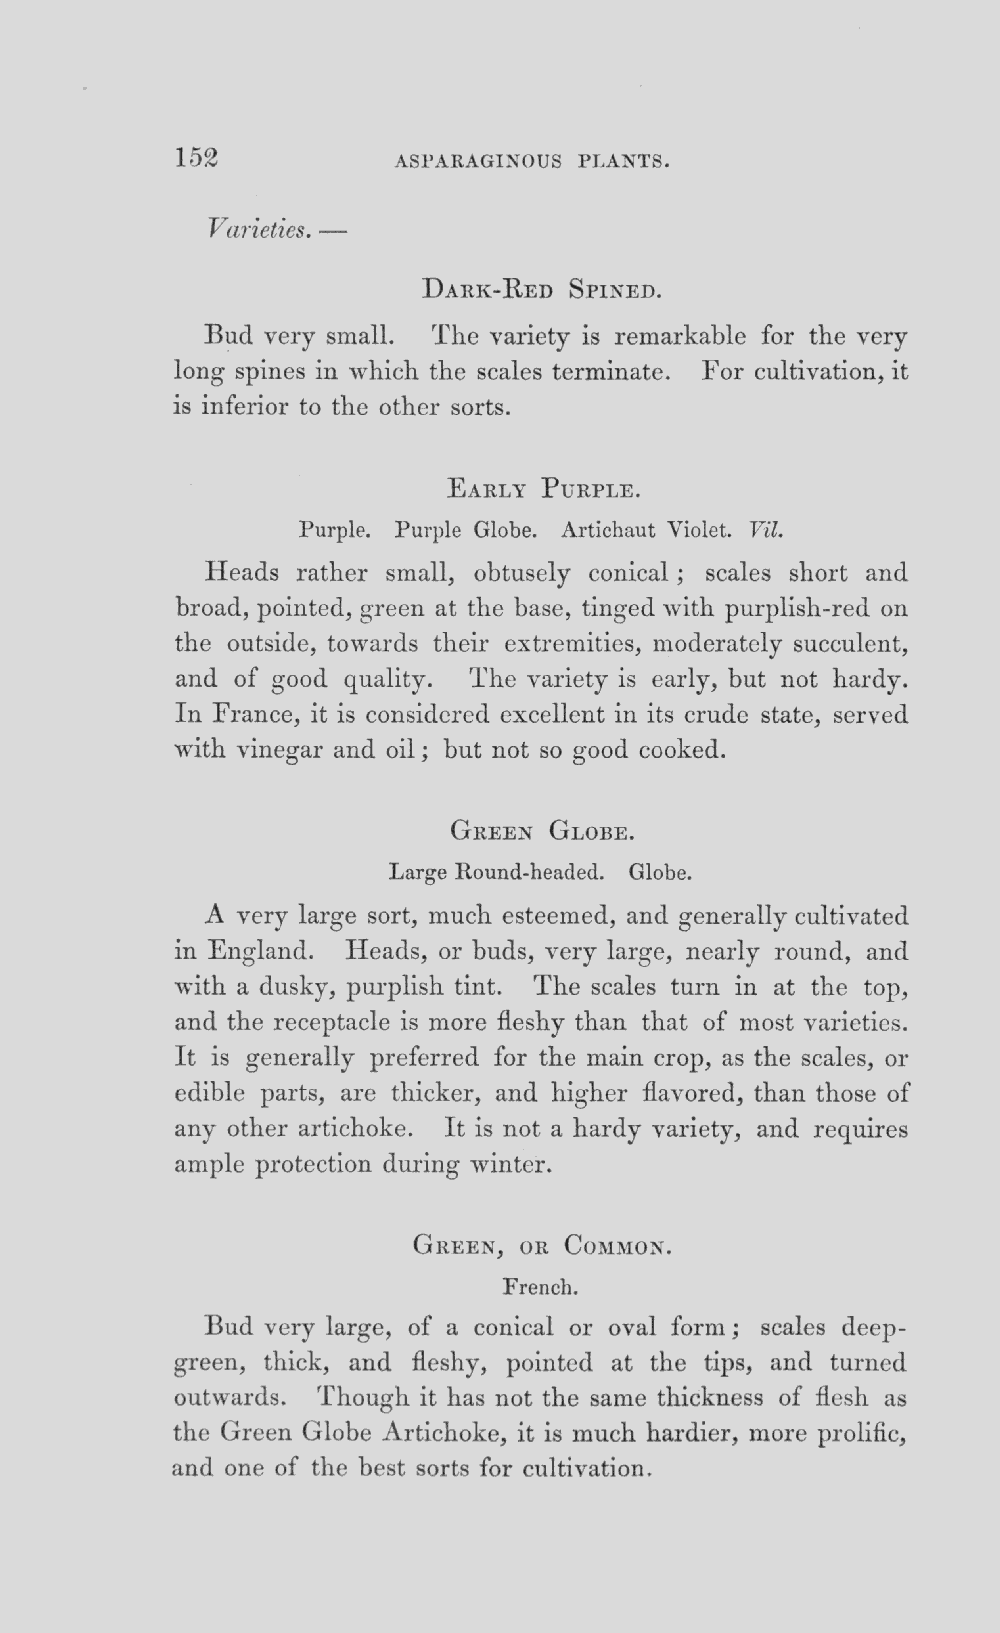 152 ASPARAGINOUS PLANTS.
Varieties. —
DARK-RED SPINED.
Bud very small. The variety is remarkable for the very
long spines in which the scales terminate. For cultivation, it
is inferior to the other sorts.
EARLY PURPLE.
Purple. Purple Globe. Artichaut Violet. Vil.
Heads rather small, obtusely conical; scales short and
broad, pointed, green at the base, tinged with purplish-red on
the outside, towards their extremities, moderately succulent,
and of good quality. The variety is early, but not hardy.
In France, it is considered excellent in its crude state, served
with vinegar and oil; but not so good cooked.
GREEN GLOBE.
Large Round-headed. Globe.
A very large sort, much esteemed, and generally cultivated
in England. Heads, or buds, very large, nearly round, and
with a dusky, purplish tint. The scales turn in at the top,
and the receptacle is more fleshy than that of most varieties.
It is generally preferred for the main crop, as the scales, or
edible parts, are thicker, and higher flavored, than those of
any other artichoke. It is not a hardy variety, and requires
ample protection during winter.
GREEN, OR COMMON.
French.
Bud very large, of a conical or oval form; scales deep-
green, thick, and fleshy, pointed at the tips, and turned
outwards. Though it has not the same thickness of flesh as
the Green Globe Artichoke, it is much hardier, more prolific,
and one of the best sorts for cultivation.